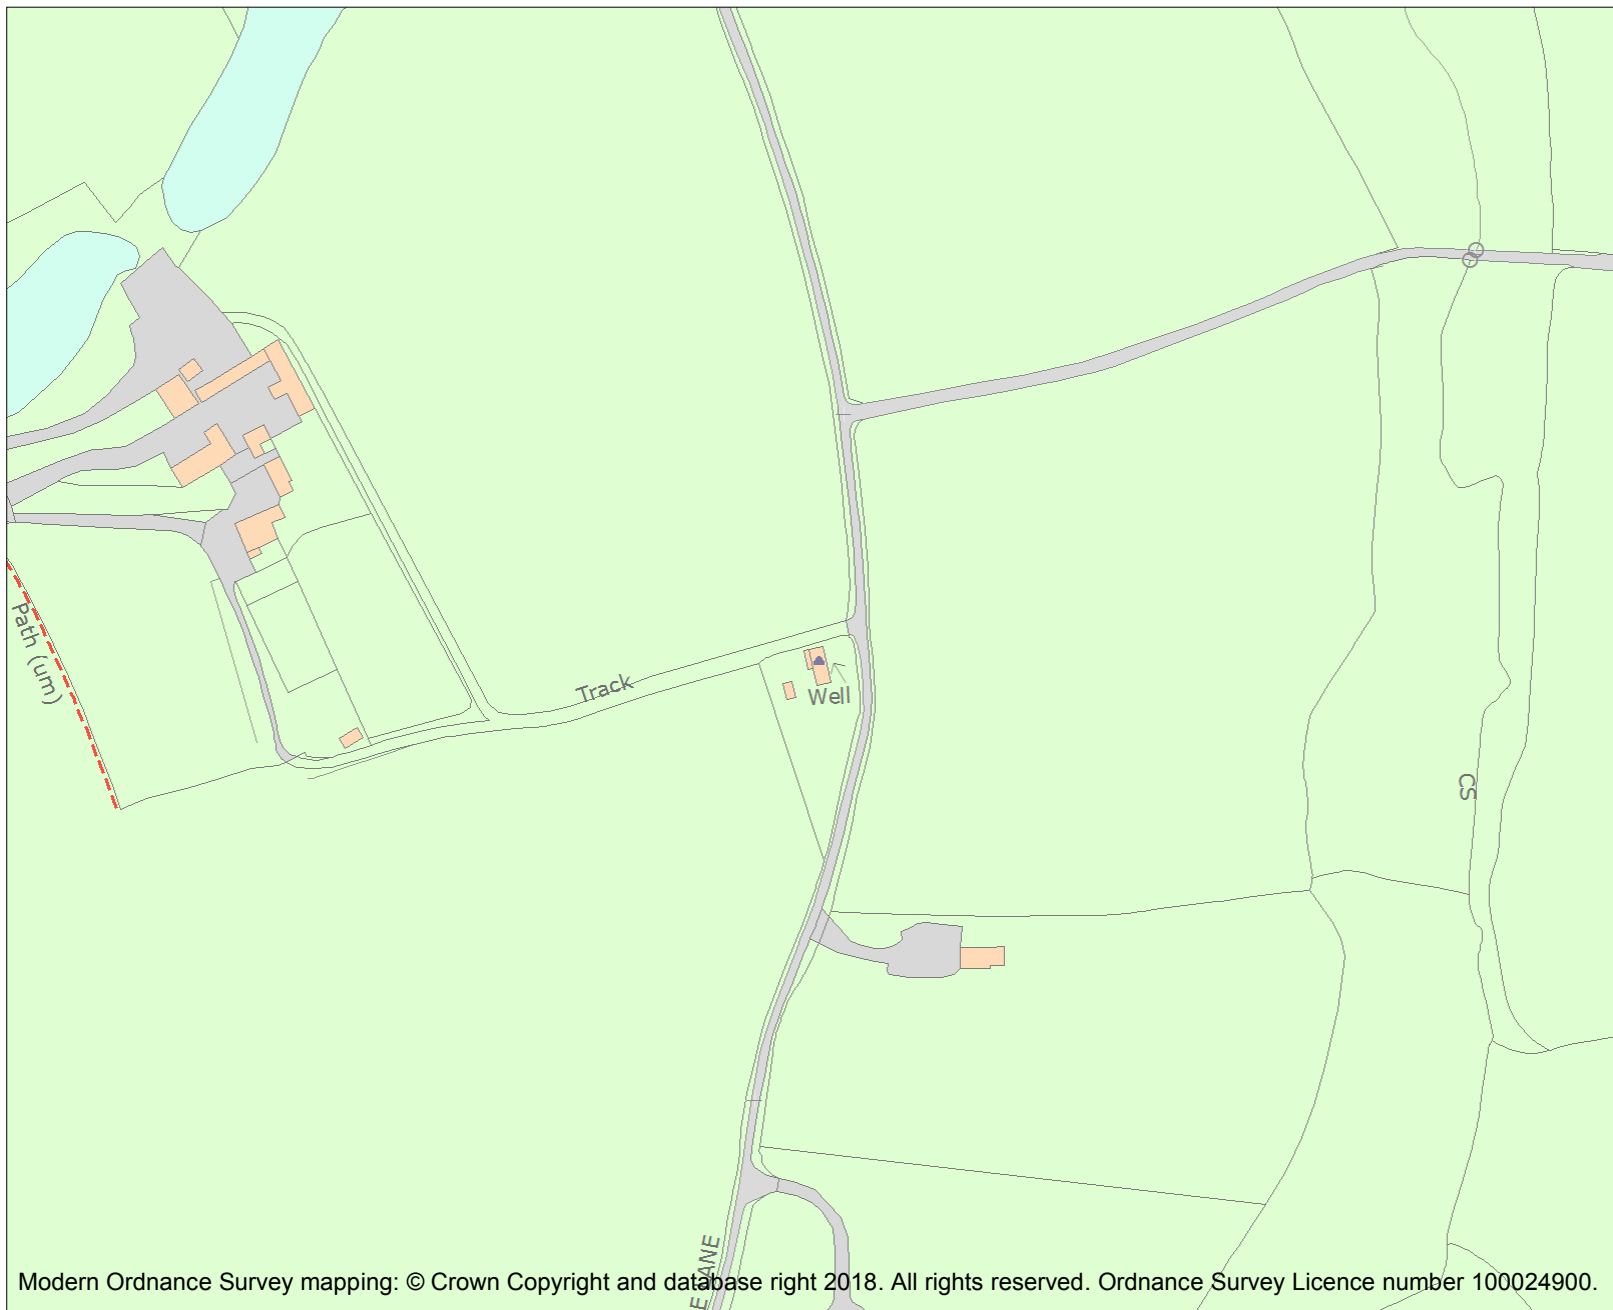 Path (um)
Track
Well
CS
E LANE
Modern Ordnance Survey mapping: © Crown Copyright and database right 2018. All rights reserved. Ordnance Survey Licence number 100024900.